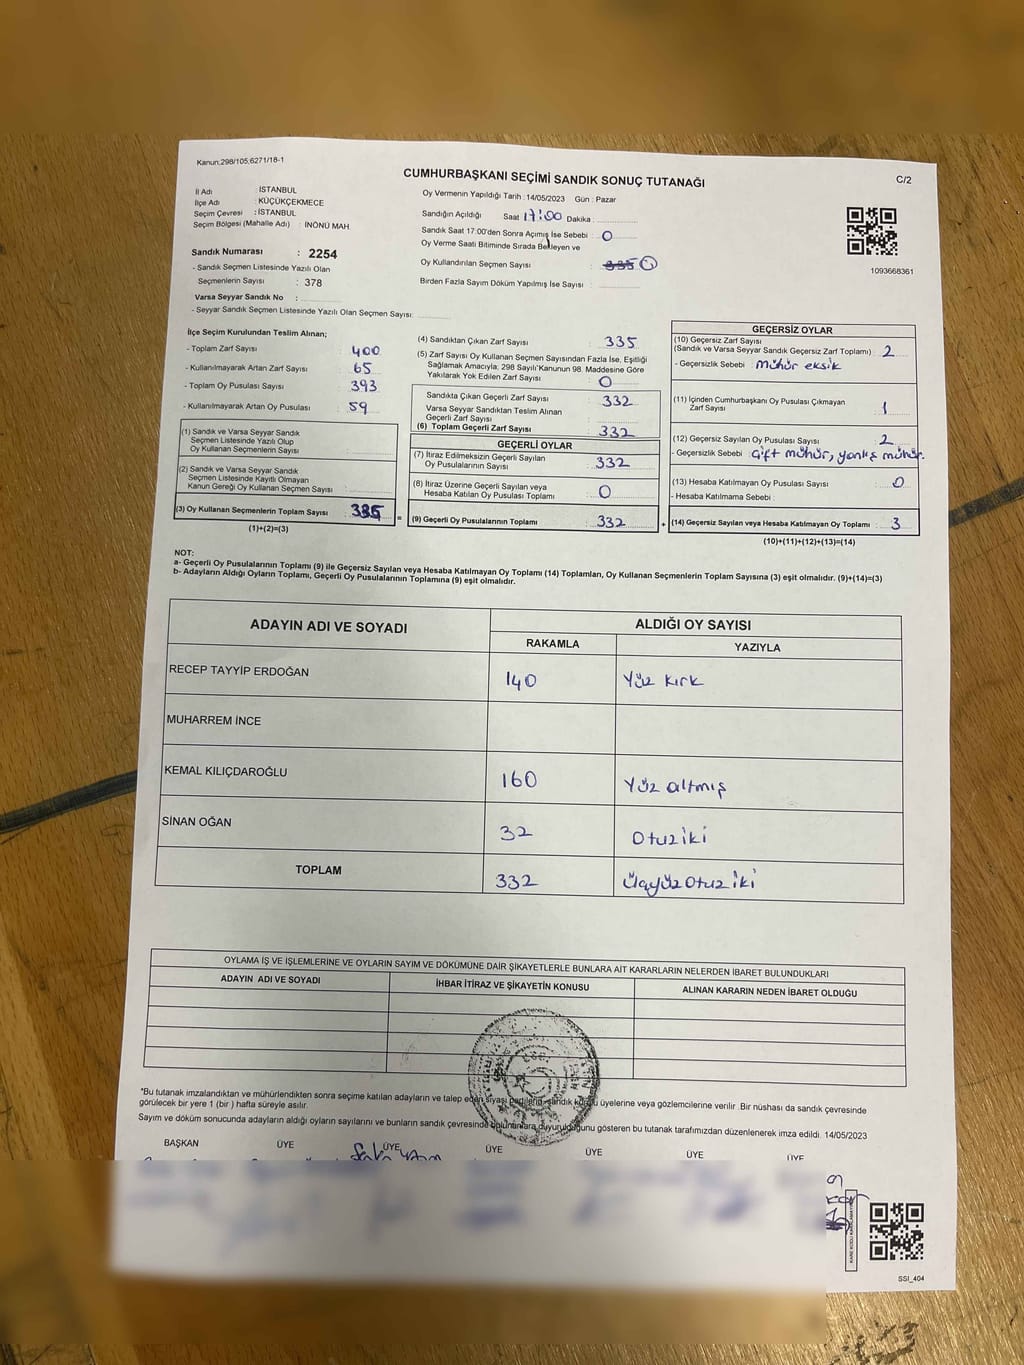 Kanun;298/105;6271/18-1
CUMHURBAŞKANI SEÇİMİ SANDIK SONUÇ TUTANAĞI
C/2
İl Adı : İSTANBUL
İlçe Adı : KÜÇÜKÇEKMECE
Seçim Çevresi : İSTANBUL
Seçim Bölgesi (Mahalle Adı) : İNÖNÜ MAH.
Sandık Numarası : 2254
- Sandık Seçmen Listesinde Yazılı Olan
Seçmenlerin Sayısı : 378
Varsa Seyyar Sandık No :
- Seyyar Sandık Seçmen Listesinde Yazılı Olan Seçmen Sayısı:
Oy Vermenin Yapıldığı Tarih : 14/05/2023 Gün : Pazar
Sandığın Açıldığı Saat 17:00 Dakika :
Sandık Saat 17:00'den Sonra Açımış İse Sebebi : 0
Oy Verme Saati Bitiminde Sırada Bekleyen ve
Oy Kullandırılan Seçmen Sayısı : 335 0
Birden Fazla Sayım Döküm Yapılmış İse Sayısı :
1093668361
İlçe Seçim Kurulundan Teslim Alınan;
- Toplam Zarf Sayısı : 400
- Kullanılmayarak Artan Zarf Sayısı : 65
- Toplam Oy Pusulası Sayısı : 393
- Kullanılmayarak Artan Oy Pusulası : 59
(1) Sandık ve Varsa Seyyar Sandık
Seçmen Listesinde Yazılı Olup
Oy Kullanan Seçmen Sayısı :
(2) Sandık ve Varsa Seyyar Sandık
Seçmen Listesinde Kayıtlı Olmayan
Kanun Gereği Oy Kullanan Seçmen Sayısı :
(3) Oy Kullanan Seçmenlerin Toplam Sayısı : 335
(1)+(2)=(3)
(4) Sandıktan Çıkan Zarf Sayısı : 335
(5) Zarf Sayısı Oy Kullanan Seçmen Sayısından Fazla İse, Eşitliği
Sağlamak Amacıyla; 298 Sayılı Kanunun 98. Maddesine Göre
Yakılarak Yok Edilen Zarf Sayısı : 0
Sandıkta Çıkan Geçerli Zarf Sayısı : 332
Varsa Seyyar Sandıktan Teslim Alınan
Geçerli Zarf Sayısı :
(6) Toplam Geçerli Zarf Sayısı : 332
GEÇERLİ OYLAR
(7) İtiraz Edilmeksizin Geçerli Sayılan
Oy Pusulalarının Sayısı : 332
(8) İtiraz Üzerine Geçerli Sayılan veya
Hesaba Katılan Oy Pusulası Toplamı : 0
= (9) Geçerli Oy Pusulalarının Toplamı : 332
GEÇERSİZ OYLAR
(10) Geçersiz Zarf Sayısı
(Sandık ve Varsa Seyyar Sandık Geçersiz Zarf Toplamı) : 2
- Geçersizlik Sebebi : mühür eksik
(11) İçinden Cumhurbaşkanı Oy Pusulası Çıkmayan
Zarf Sayısı : 1
(12) Geçersiz Sayılan Oy Pusulası Sayısı : 2
- Geçersizlik Sebebi : Çift mühür, yanlış mühür.
(13) Hesaba Katılmayan Oy Pusulası Sayısı : 0
- Hesaba Katılmama Sebebi :
+ (14) Geçersiz Sayılan veya Hesaba Katılmayan Oy Toplamı : 3
(10)+(11)+(12)+(13)=(14)
NOT:
a- Geçerli Oy Pusulalarının Toplamı (9) ile Geçersiz Sayılan veya Hesaba Katılmayan Oy Toplamı (14) Toplamları, Oy Kullanan Seçmenlerin Toplam Sayısına (3) eşit olmalıdır. (9)+(14)=(3)
b- Adayların Aldığı Oyların Toplamı, Geçerli Oy Pusulalarının Toplamına (9) eşit olmalıdır.
ADAYIN ADI VE SOYADI
ALDIĞI OY SAYISI
RAKAMLA YAZIYLA
RECEP TAYYİP ERDOĞAN 140 Yüz kırk
MUHARREM İNCE
KEMAL KILIÇDAROĞLU 160 Yüz altmış
SİNAN OĞAN 32 Otuziki
TOPLAM 332 Üçyüzotuziki
OYLAMA İŞ VE İŞLEMLERİNE VE OYLARIN SAYIM VE DÖKÜMÜNE DAİR ŞİKAYETLERLE BUNLARA AİT KARARLARIN NELERDEN İBARET BULUNDUKLARI
ADAYIN ADI VE SOYADI İHBAR İTİRAZ VE ŞİKAYETİN KONUSU ALINAN KARARIN NEDEN İBARET OLDUĞU
*Bu tutanak imzalandıktan ve mühürlendikten sonra seçime katılan adayların ve talep eden siyasi partilerin, sandık kurulu üyelerine veya gözlemcilerine verilir. Bir nüshası da sandık çevresinde
görülecek bir yere 1 (bir ) hafta süreyle asılır.
Sayım ve döküm sonucunda adayların aldığı oyların sayılarını ve bunların sandık çevresinde bulunanlara duyurulduğunu gösteren bu tutanak tarafımızdan düzenlenerek imza edildi. 14/05/2023
BAŞKAN ÜYE ÜYE ÜYE ÜYE ÜYE ÜYE
SSİ_404